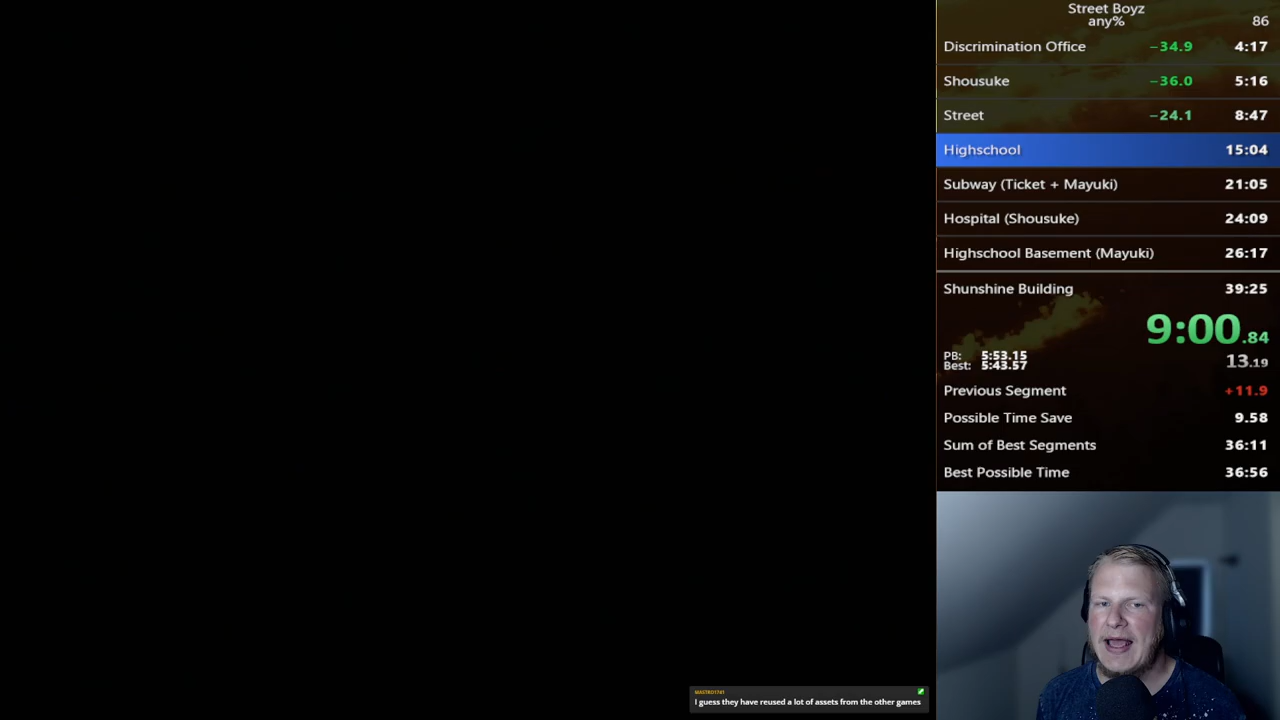 Street Boyz
any% 86
Discrimination Office −34.9 4:17
Shousuke −36.0 5:16
Street −24.1 8:47
Highschool 15:04
Subway (Ticket + Mayuki) 21:05
Hospital (Shousuke) 24:09
Highschool Basement (Mayuki) 26:17
Shunshine Building 39:25
9:00.84
PB: 5:53.15 13.19
Best: 5:43.57
Previous Segment +11.9
Possible Time Save 9.58
Sum of Best Segments 36:11
Best Possible Time 36:56
I guess they have reused a lot of assets from the other games